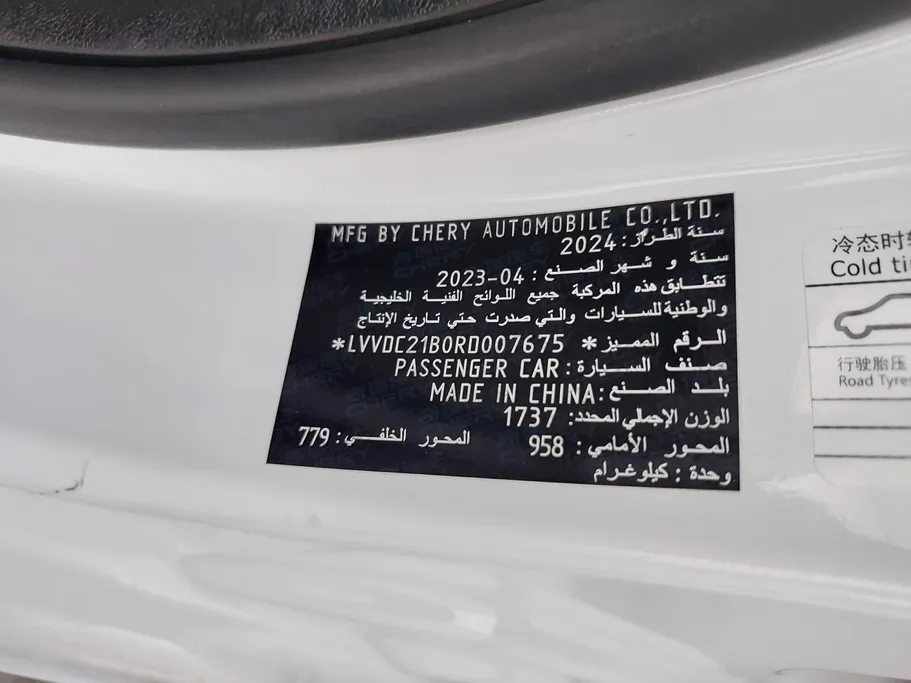 MFG BY CHERY AUTOMOBILE CO.,LTD.
سنة الطراز: 2024
سنة و شهر الصنع: 2023-04
تتطابق هذه المركبة جميع اللوائح الفنية الخليجية
والوطنية للسيارات والتي صدرت حتي تاريخ الإنتاج
الرقم المميز: *LVVDC21B0RD007675*
صنف السيارة: PASSENGER CAR
بلد الصنع: MADE IN CHINA
الوزن الإجمالي المحدد: 1737
المحور الأمامي: 958 المحور الخلفي: 779
وحدة: كيلوغرام
冷态时
Cold
行驶胎压
Road Tyre